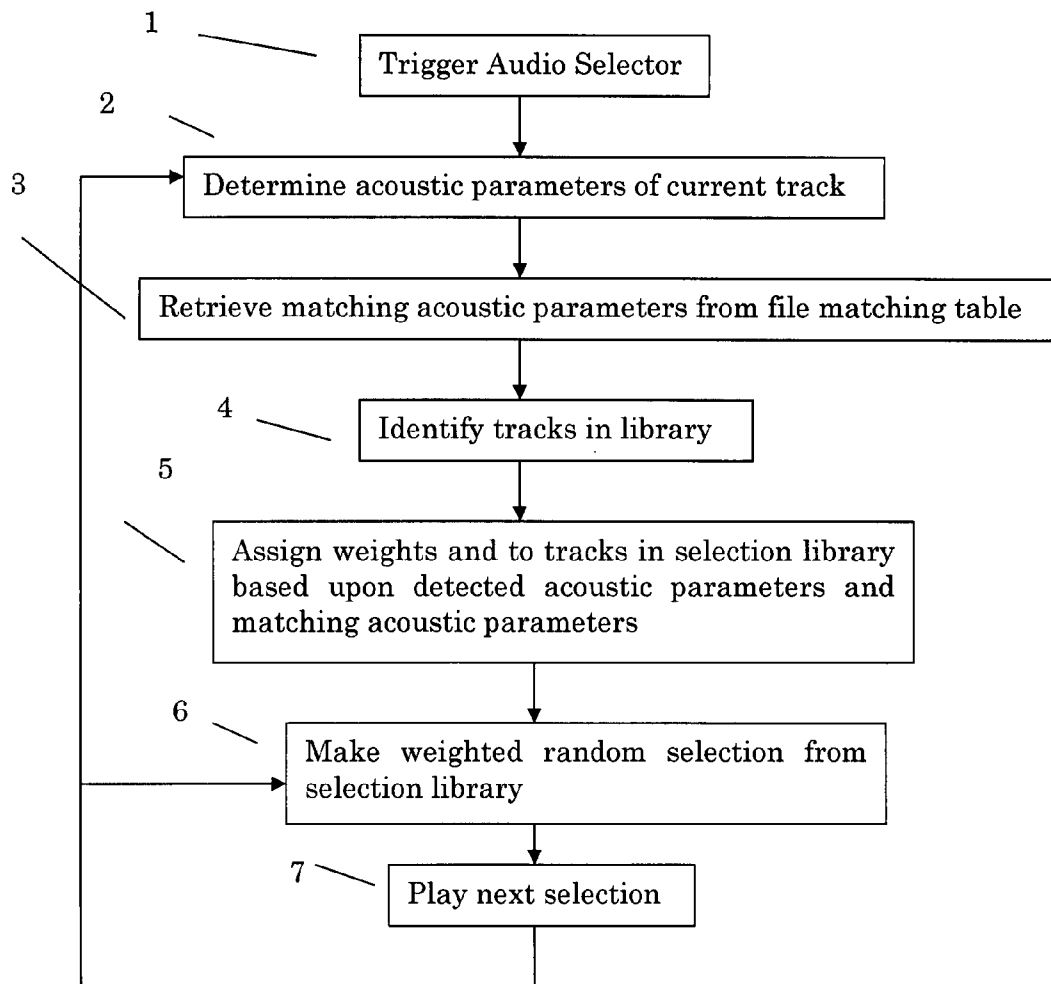 1
Trigger Audio Selector
2
Determine acoustic parameters of current track
3
Retrieve matching acoustic parameters from file matching table
4
Identify tracks in library
5
Assign weights and to tracks in selection library
based upon detected acoustic parameters and
matching acoustic parameters
6
Make weighted random selection from
selection library
7
Play next selection